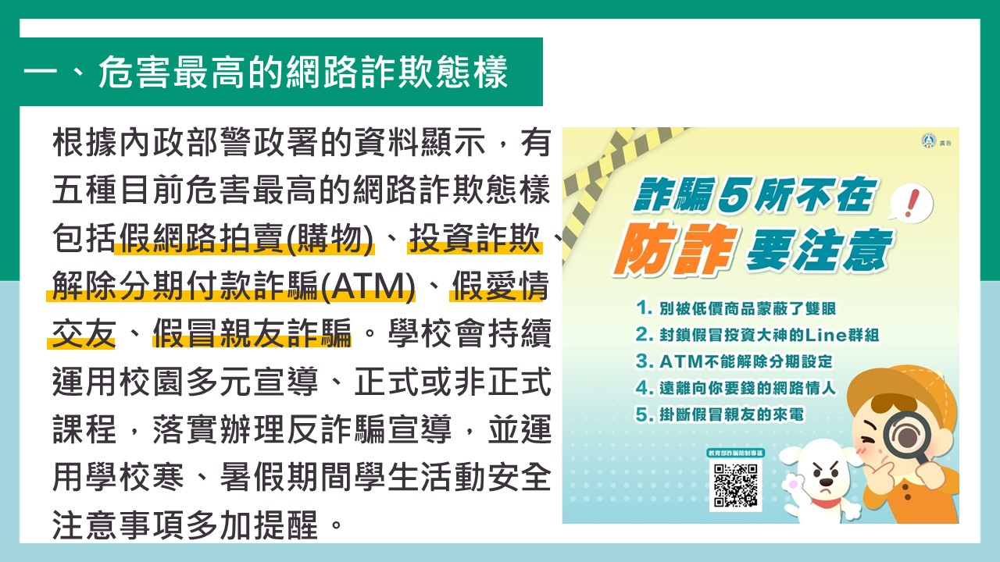 一、危害最高的網路詐欺態樣
根據內政部警政署的資料顯示，有
五種目前危害最高的網路詐欺態樣
包括假網路拍賣(購物)、投資詐欺、
解除分期付款詐騙(ATM)、假愛情
交友、假冒親友詐騙。學校會持續
運用校園多元宣導、正式或非正式
課程，落實辦理反詐騙宣導，並運
用學校寒、暑假期間學生活動安全
注意事項多加提醒。
廣告
詐騙5所不在
！
防詐要注意
1. 別被低價商品蒙蔽了雙眼
2. 封鎖假冒投資大神的Line群組
3. ATM不能解除分期設定
4. 遠離向你要錢的網路情人
5. 掛斷假冒親友的來電
教育部詐騙防制專區